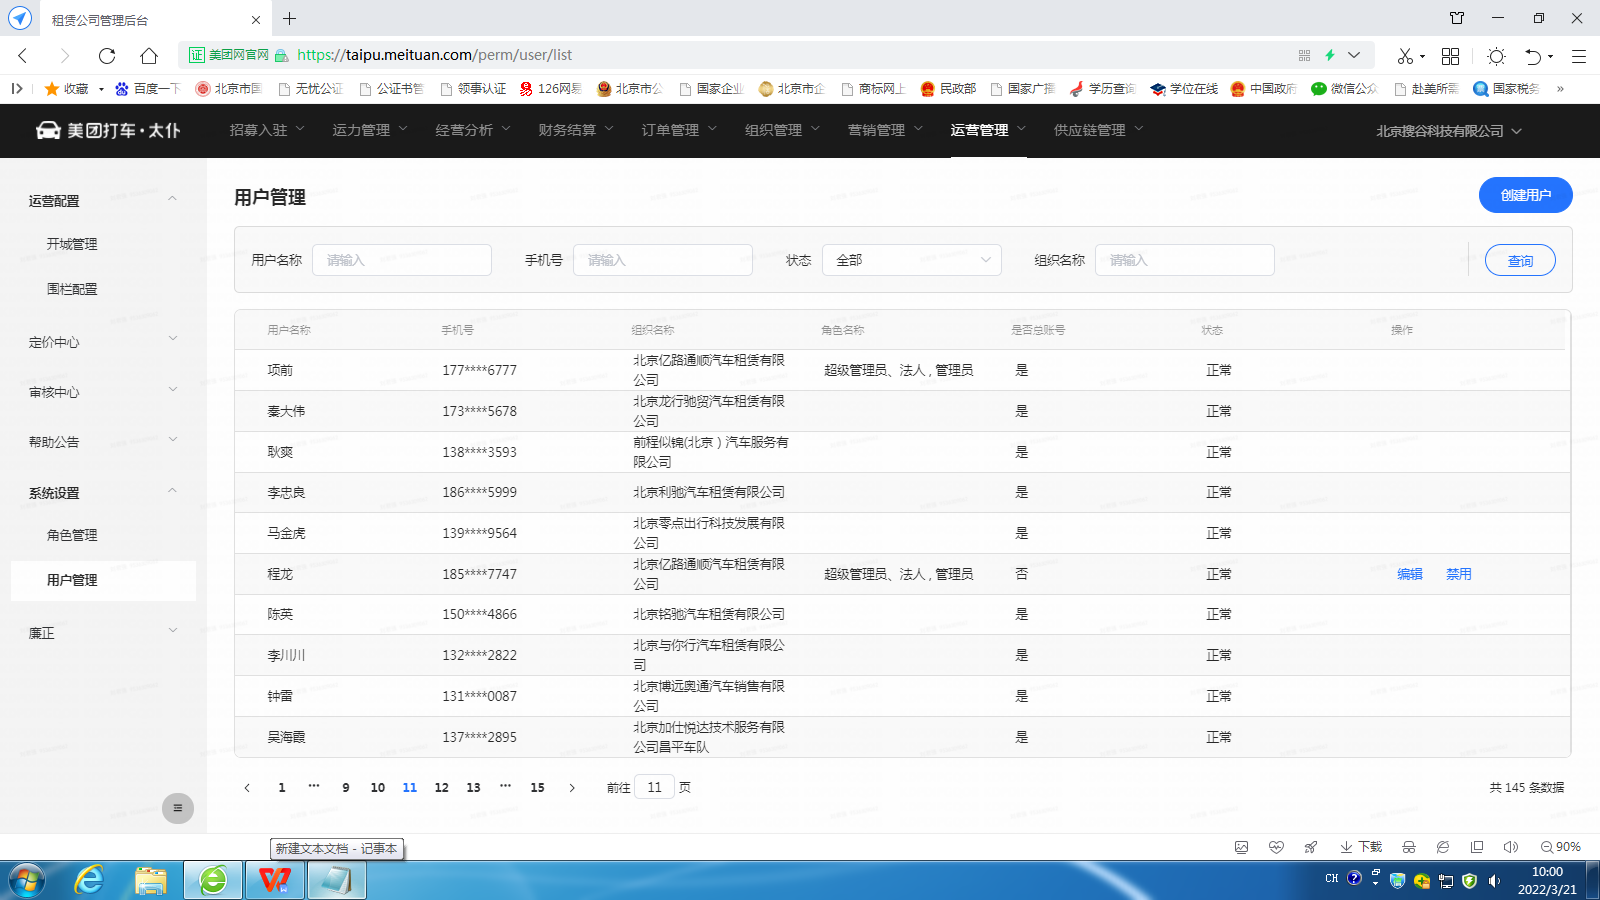 租赁公司管理后台
证 美团网官网 https://taipu.meituan.com/perm/user/list
收藏 百度一下 北京市国 无忧公证 公证书管 领事认证 126网易 北京市公 国家企业 北京市企 商标网上 民政部 国家广播 学历查询 学位在线 中国政府 微信公众 赴美所需 国家税务 »
美团打车·太仆 招募入驻 运力管理 经营分析 财务结算 订单管理 组织管理 营销管理 运营管理 供应链管理 北京搜谷科技有限公司
运营配置
开城管理
围栏配置
定价中心
审核中心
帮助公告
系统设置
角色管理
用户管理
廉正
用户管理 创建用户
用户名称 请输入 手机号 请输入 状态 全部 组织名称 请输入 查询
用户名称 手机号 组织名称 角色名称 是否总账号 状态 操作
项前 177****6777 北京亿路通顺汽车租赁有限
公司 超级管理员、法人 , 管理员 是 正常
秦大伟 173****5678 北京龙行驰贸汽车租赁有限
公司 是 正常
耿爽 138****3593 前程似锦(北京 ) 汽车服务有
限公司 是 正常
李忠良 186****5999 北京利驰汽车租赁有限公司 是 正常
马金虎 139****9564 北京零点出行科技发展有限
公司 是 正常
程龙 185****7747 北京亿路通顺汽车租赁有限
公司 超级管理员、法人 , 管理员 否 正常 编辑 禁用
陈英 150****4866 北京铭驰汽车租赁有限公司 是 正常
李川川 132****2822 北京与你行汽车租赁有限公
司 是 正常
钟雷 131****0087 北京博远奥通汽车销售有限
公司 是 正常
吴海霞 137****2895 北京加仕悦达技术服务有限
公司昌平车队 是 正常
1 ··· 9 10 11 12 13 ··· 15 前往 11 页 共 145 条数据
新建文本文档 - 记事本
下载 90%
CH 10:00
2022/3/21